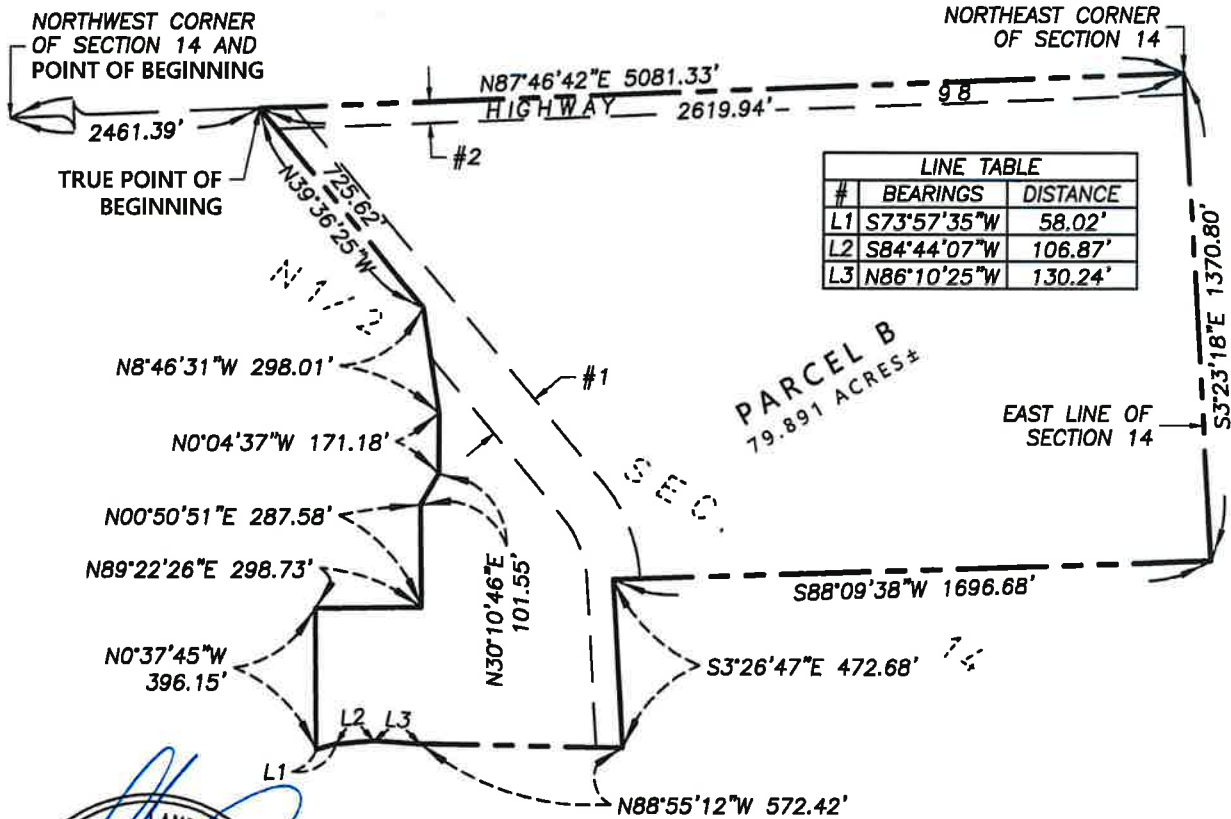 NORTHWEST CORNER
OF SECTION 14 AND
POINT OF BEGINNING
NORTHEAST CORNER
OF SECTION 14
N87°46'42"E 5081.33'
HIGHWAY
2619.94'
98
2461.39'
#2
TRUE POINT OF
BEGINNING
725.62'
N39°36'25"W
LINE TABLE
# BEARINGS DISTANCE
L1 S73°57'35"W 58.02'
L2 S84°44'07"W 106.87'
L3 N86°10'25"W 130.24'
S3°23'18"E 1370.80'
N 1/2
N8°46'31"W 298.01'
#1
PARCEL B
79.891 ACRES±
EAST LINE OF
SECTION 14
N0°04'37"W 171.18'
SEC.
N00°50'51"E 287.58'
N89°22'26"E 298.73'
N30°10'46"E
101.55'
S88°09'38"W 1696.68'
14
N0°37'45"W
396.15'
S3°26'47"E 472.68'
L2
L3
L1
N88°55'12"W 572.42'